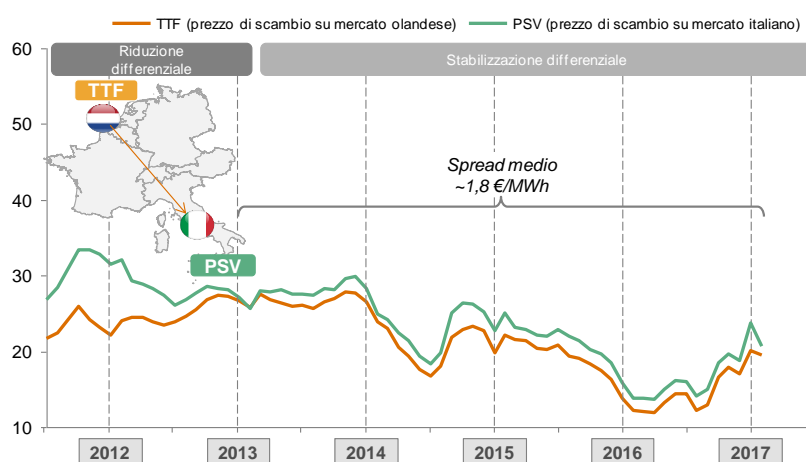 TTF (prezzo di scambio su mercato olandese) PSV (prezzo di scambio su mercato italiano)
60
Riduzione
differenziale
Stabilizzazione differenziale
TTF
50
Spread medio
~1,8 €/MWh
40
PSV
30
20
10
2012 2013 2014 2015 2016 2017